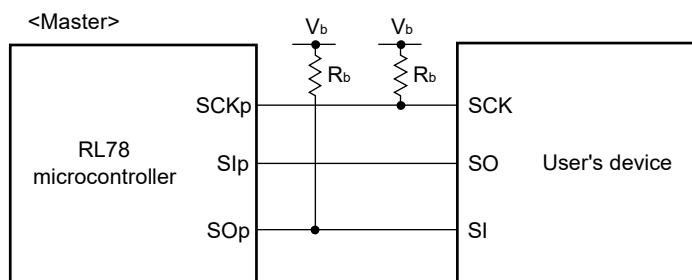 <Master>
Vb
Vb
Rb
Rb
SCKp
SCK
RL78
microcontroller
SIp
SO
User's device
SOp
SI